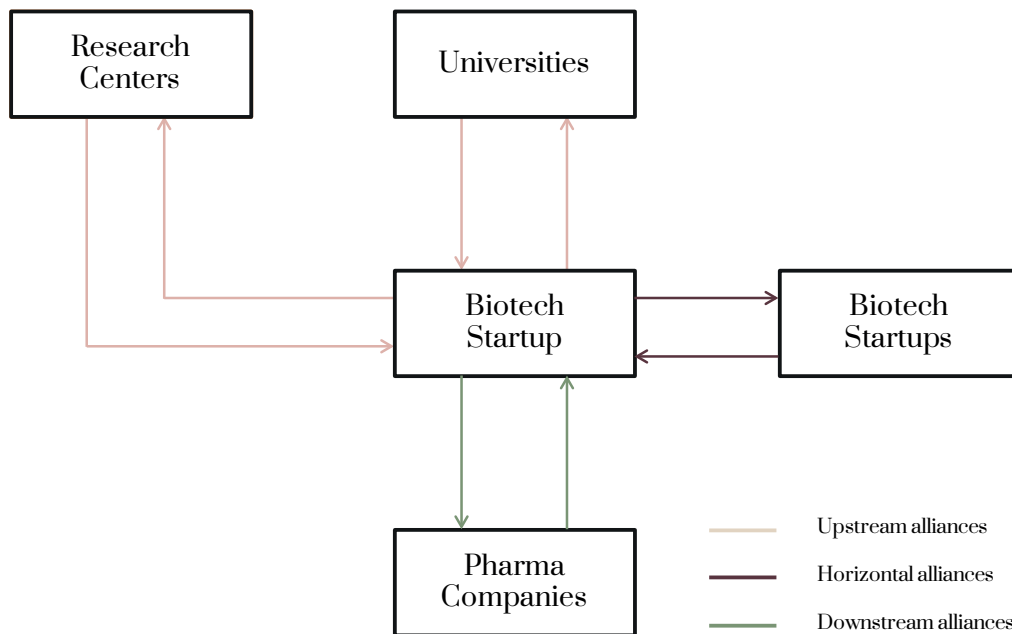 Research
Centers
Universities
Biotech
Startup
Biotech
Startups
Pharma
Companies
Upstream alliances
Horizontal alliances
Downstream alliances